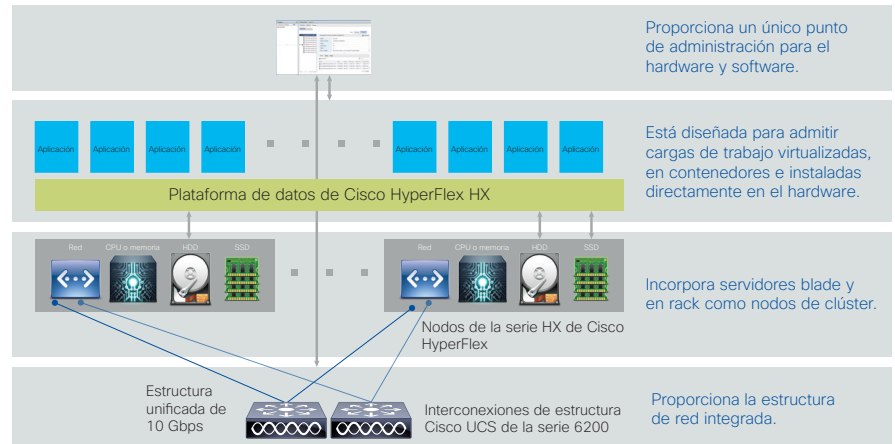 Proporciona un único punto
de administración para el
hardware y software.
Aplicación Aplicación Aplicación Aplicación Aplicación Aplicación Aplicación Aplicación
Plataforma de datos de Cisco HyperFlex HX
Está diseñada para admitir
cargas de trabajo virtualizadas,
en contenedores e instaladas
directamente en el hardware.
Red CPU o memoria HDD SSD
Red CPU o memoria HDD SSD
Nodos de la serie HX de Cisco
HyperFlex
Incorpora servidores blade y
en rack como nodos de clúster.
Estructura
unificada de
10 Gbps
Interconexiones de estructura
Cisco UCS de la serie 6200
Proporciona la estructura
de red integrada.